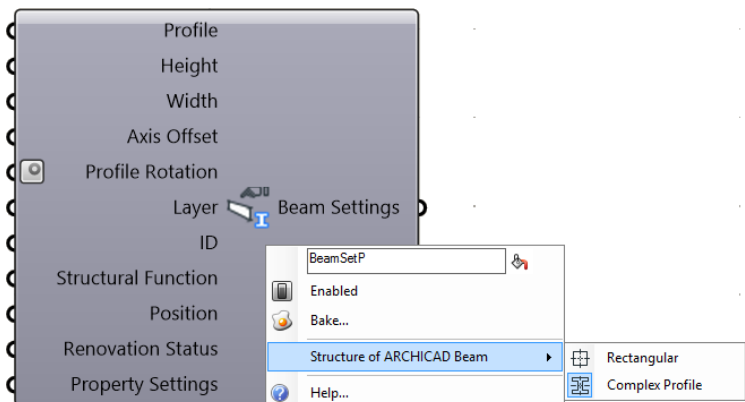 Profile
Height
Width
Axis Offset
Profile Rotation
Layer
Beam Settings
ID
Structural Function
Position
Renovation Status
Property Settings
BeamSetP
Enabled
Bake...
Structure of ARCHICAD Beam
Help...
Rectangular
Complex Profile